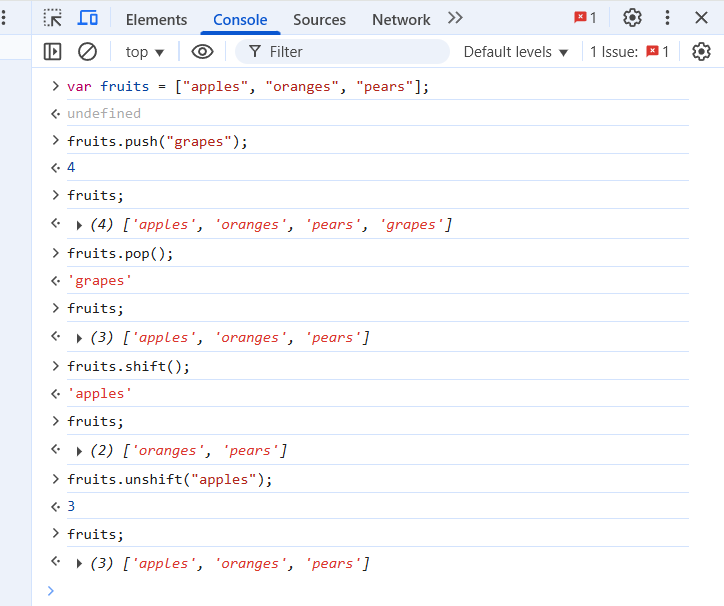 Elements Console Sources Network 1
top Filter Default levels 1 Issue: 1
var fruits = ["apples", "oranges", "pears"];
undefined
fruits.push("grapes");
4
fruits;
(4) ['apples', 'oranges', 'pears', 'grapes']
fruits.pop();
'grapes'
fruits;
(3) ['apples', 'oranges', 'pears']
fruits.shift();
'apples'
fruits;
(2) ['oranges', 'pears']
fruits.unshift("apples");
3
fruits;
(3) ['apples', 'oranges', 'pears']